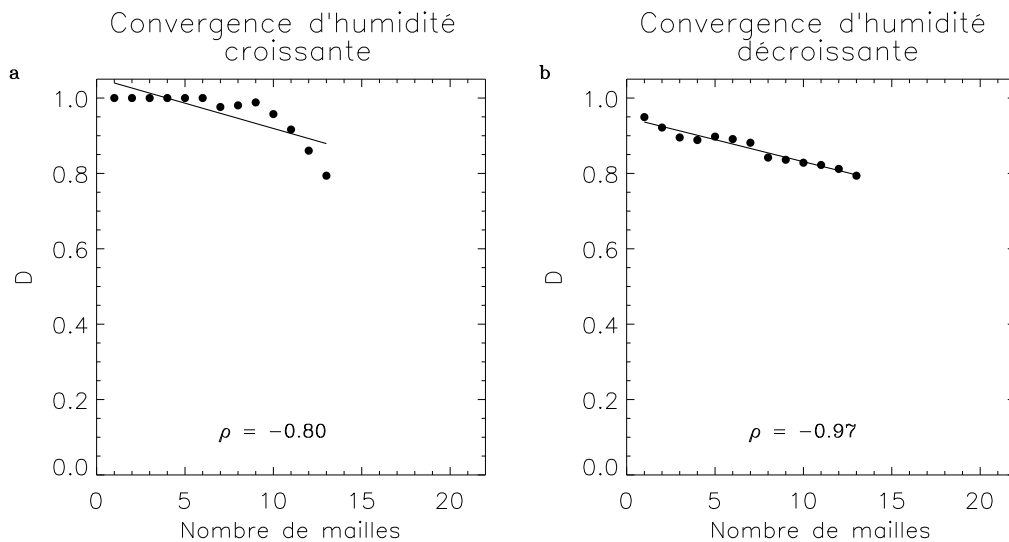 Convergence d'humidité
croissante
a
1.0
0.8
0.6
0.4
0.2
0.0
D
ρ = −0.80
0 5 10 15 20
Nombre de mailles
Convergence d'humidité
décroissante
b
1.0
0.8
0.6
0.4
0.2
0.0
D
ρ = −0.97
0 5 10 15 20
Nombre de mailles